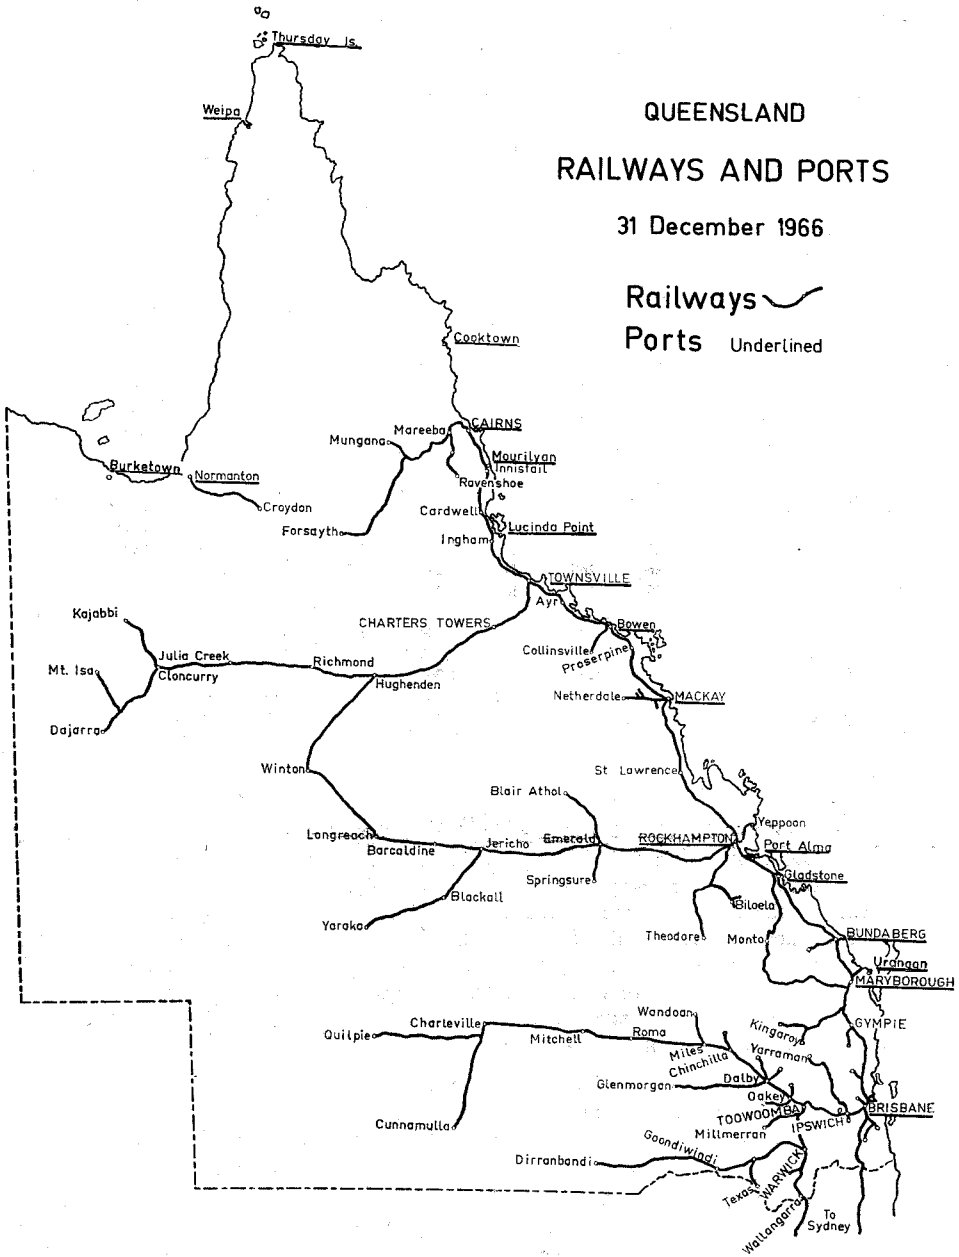 Thursday Is.
Weipa
QUEENSLAND
RAILWAYS AND PORTS
31 December 1966
Railways
Ports Underlined
Cooktown
CAIRNS
Mareeba
Mungana
Mourilyan
Innisfail
Burketown
Normanton
Ravenshoe
Croydon
Cardwell
Forsayth
Lucinda Point
Ingham
TOWNSVILLE
Ayr
Kajabbi
CHARTERS TOWERS
Bowen
Collinsville
Proserpine
Julia Creek
Richmond
Mt. Isa
Cloncurry
Hughenden
Netherdale
MACKAY
Dajarra
Winton
St Lawrence
Blair Athol
Yeppoon
Longreach
Emerald
ROCKHAMPTON
Barcaldine
Jericho
Port Alma
Gladstone
Springsure
Blackall
Biloela
Yaraka
Theodore
Monto
BUNDABERG
Urangan
MARYBOROUGH
Wandoan
Charleville
Quilpie
Mitchell
Roma
Kingaroy
GYMPIE
Miles
Chinchilla
Yarraman
Dalby
Glenmorgan
Oakey
TOOWOOMBA
BRISBANE
IPSWICH
Cunnamulla
Millmerran
Goondiwindi
Dirranbandi
WARWICK
Texas
Wallangarra
To
Sydney